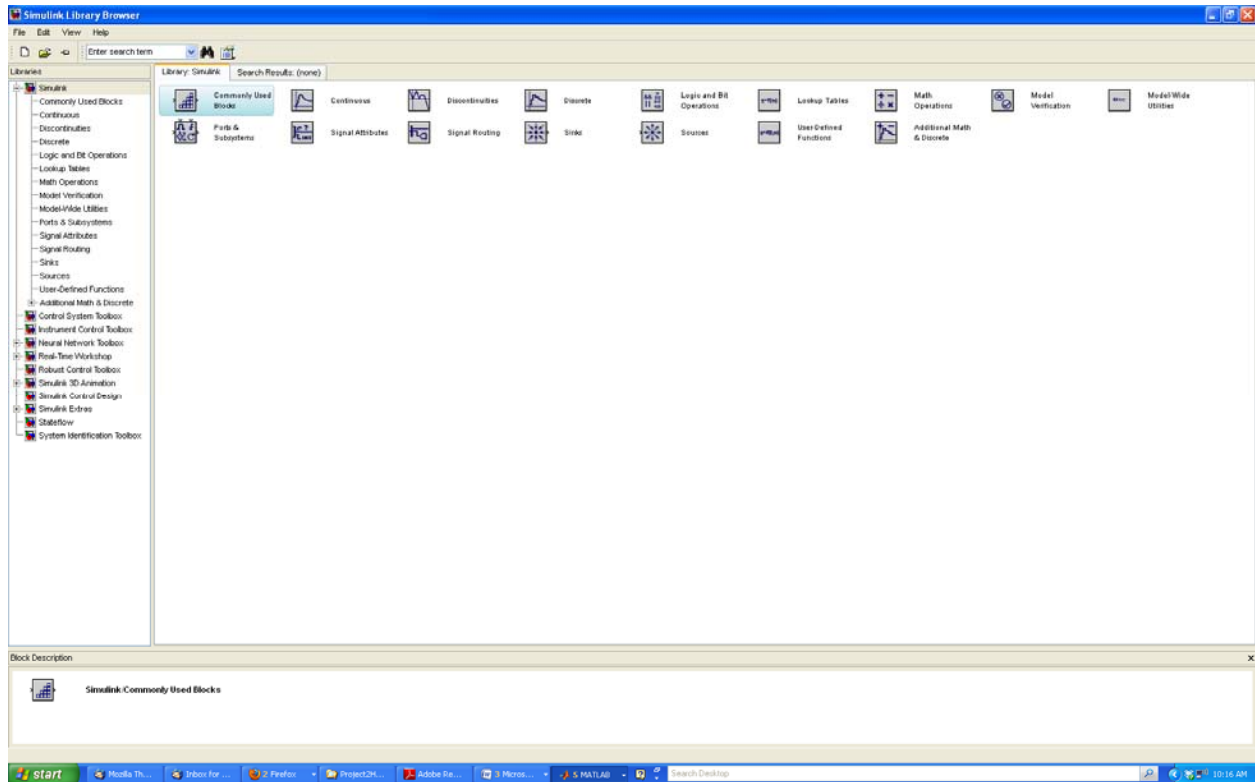 Simulink Library Browser
File Edit View Help
Enter search term
Libraries
Library: Simulink Search Results: (none)
Simulink
Commonly Used Blocks
Continuous
Discontinuities
Discrete
Logic and Bit Operations
Lookup Tables
Math Operations
Model Verification
Model-Wide Utilities
Ports & Subsystems
Signal Attributes
Signal Routing
Sinks
Sources
User-Defined Functions
Additional Math & Discrete
Control System Toolbox
Instrument Control Toolbox
Neural Network Toolbox
Real-Time Workshop
Robust Control Toolbox
Simulink 3D Animation
Simulink Control Design
Simulink Extras
Stateflow
System Identification Toolbox
Commonly Used Blocks
Continuous
Discontinuities
Discrete
Logic and Bit Operations
Lookup Tables
Math Operations
Model Verification
Model-Wide Utilities
Ports & Subsystems
Signal Attributes
Signal Routing
Sinks
Sources
User-Defined Functions
Additional Math & Discrete
Block Description
Simulink/Commonly Used Blocks
start Mozilla Th... Inbox for ... 2 Firefox Project2H... Adobe Re... 3 Micros... 5 MATLAB Search Desktop 10:16 AM